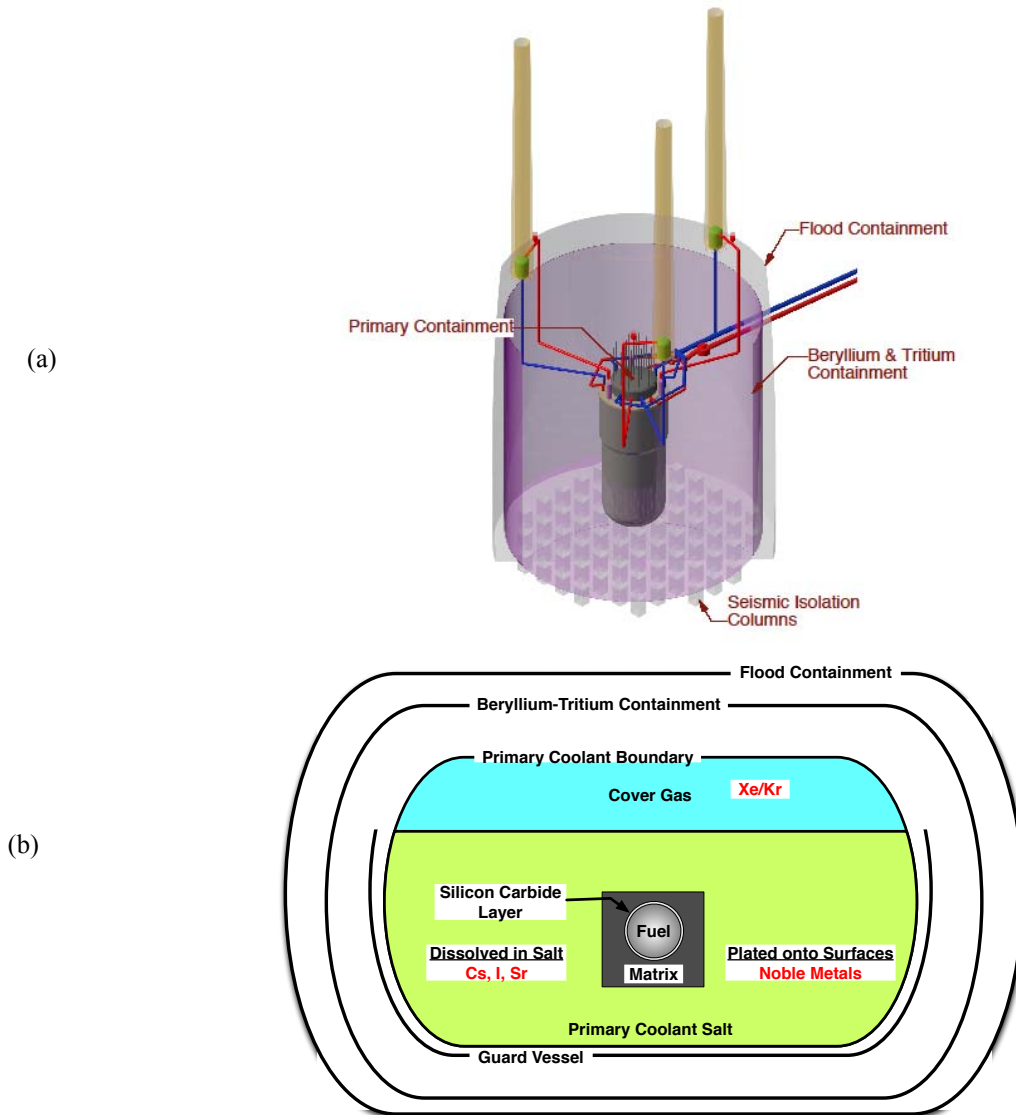 (a)
Flood Containment
Primary Containment
Beryllium & Tritium
Containment
Seismic Isolation
Columns
(b)
Flood Containment
Beryllium-Tritium Containment
Primary Coolant Boundary
Cover Gas
Xe/Kr
Silicon Carbide
Layer
Fuel
Matrix
Dissolved in Salt
Cs, I, Sr
Plated onto Surfaces
Noble Metals
Primary Coolant Salt
Guard Vessel